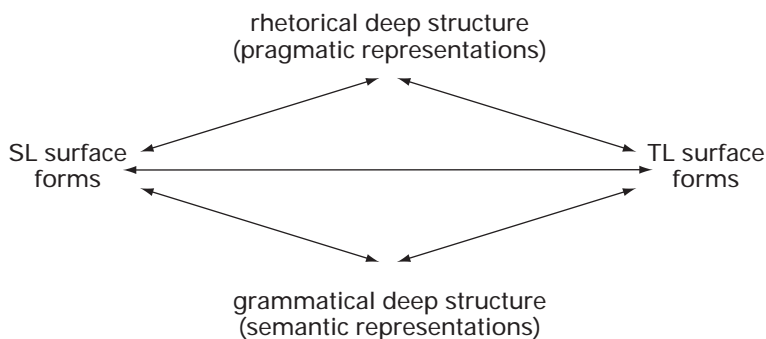 rhetorical deep structure
(pragmatic representations)
SL surface
forms
TL surface
forms
grammatical deep structure
(semantic representations)